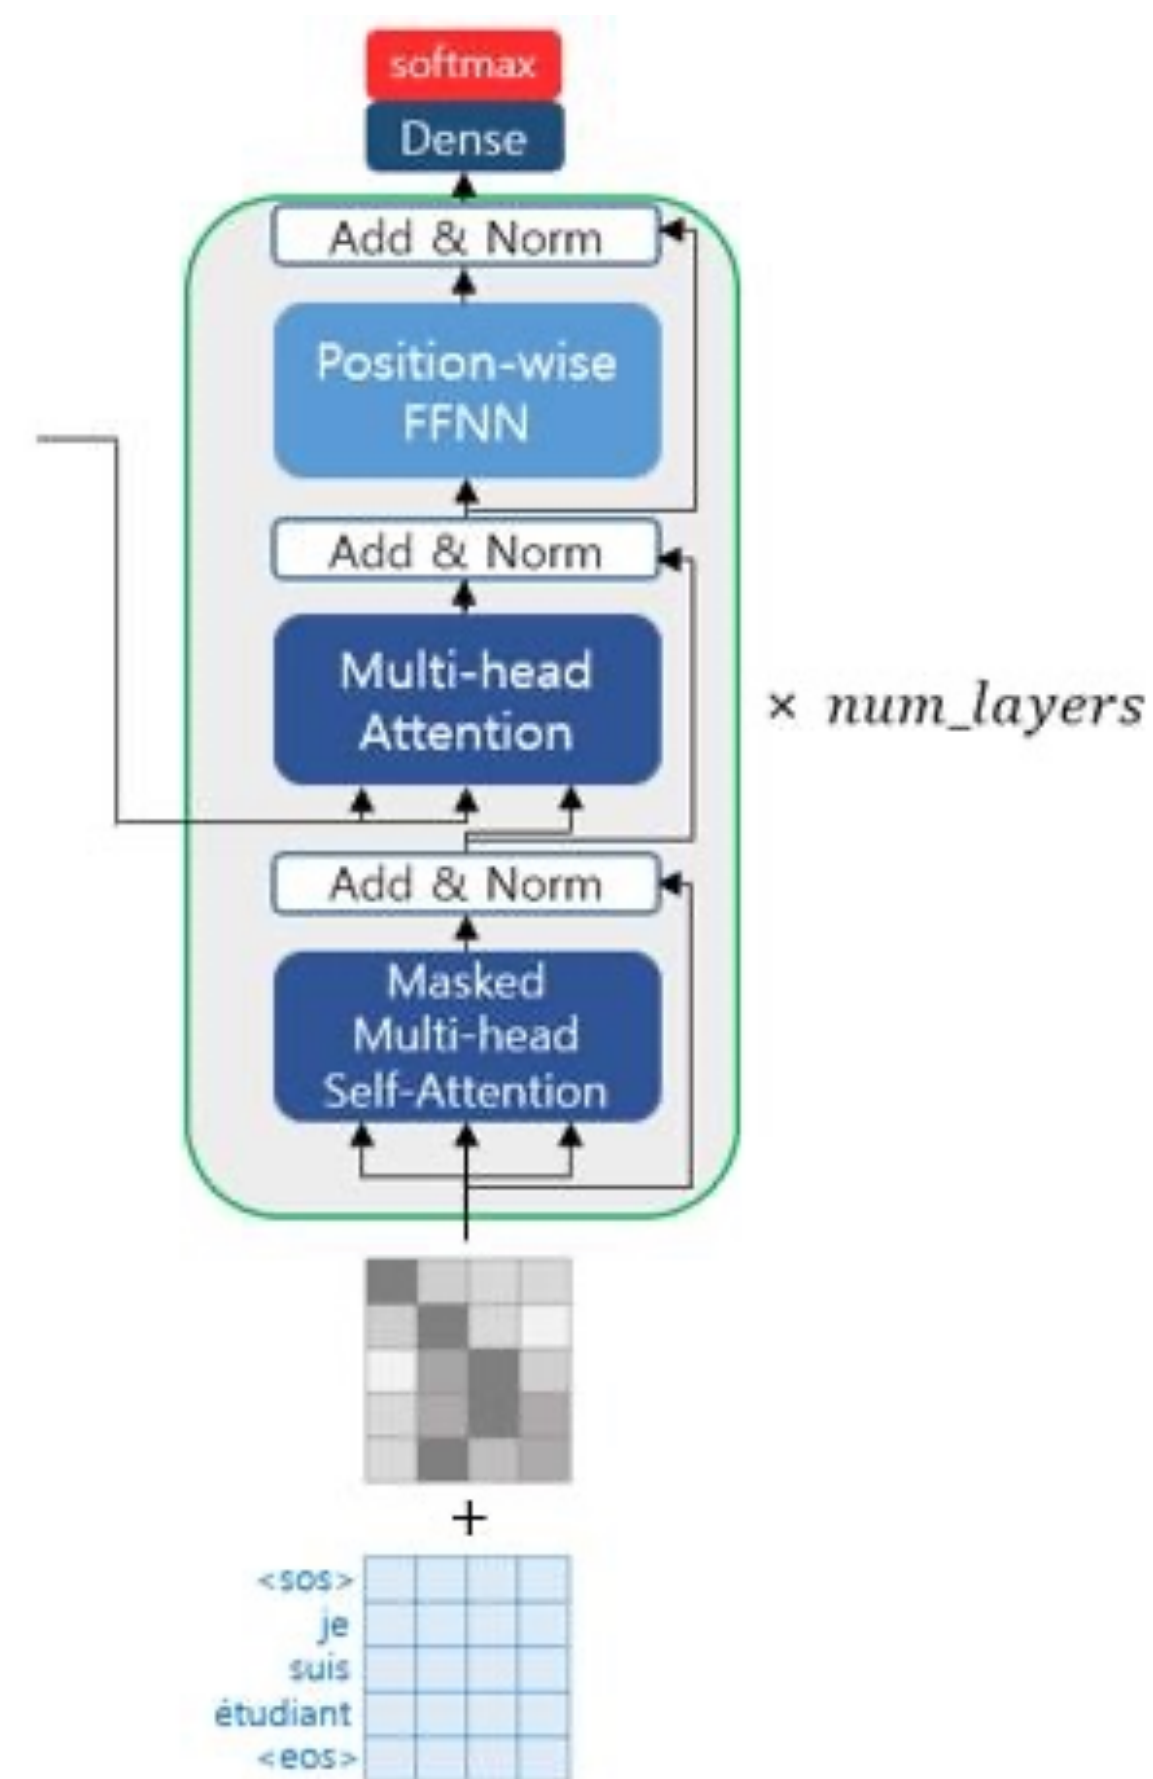 softmax
Dense
Add & Norm
Position-wise
FFNN
Add & Norm
Multi-head
Attention
× num_layers
Add & Norm
Masked
Multi-head
Self-Attention
+
<sos>
je
suis
étudiant
<eos>